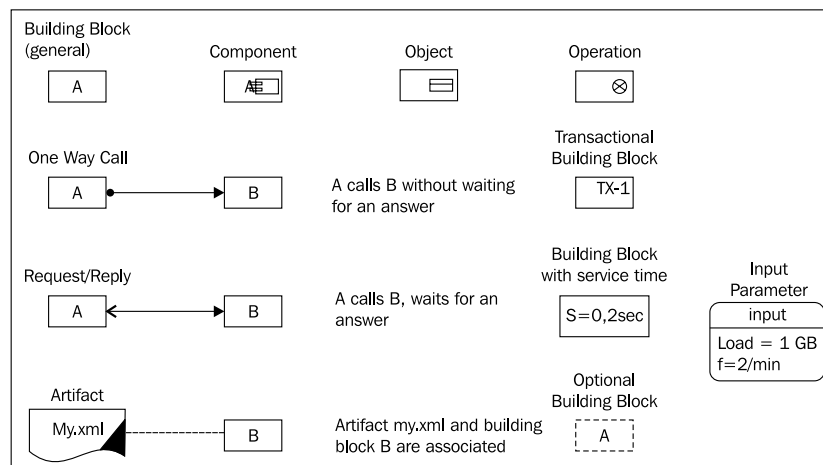 Building Block
(general)
Component
Object
Operation
A
A
One Way Call
A
B
A calls B without waiting
for an answer
Transactional
Building Block
TX-1
Request/Reply
A
B
A calls B, waits for an
answer
Building Block
with service time
S=0,2sec
Input
Parameter
input
Load = 1 GB
f=2/min
Artifact
My.xml
B
Artifact my.xml and building
block B are associated
Optional
Building Block
A